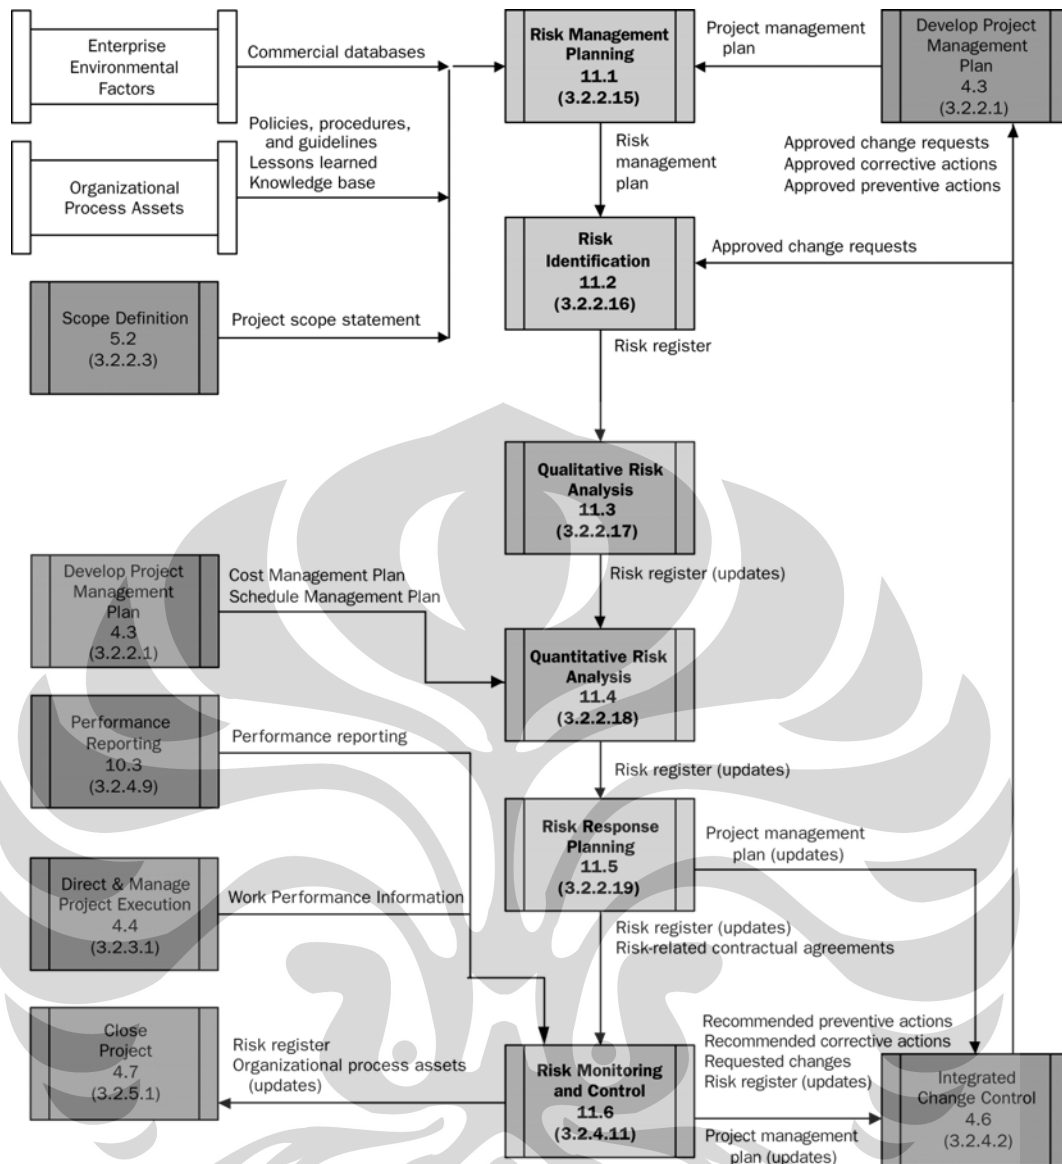 Enterprise
Environmental
Factors
Commercial databases
Risk Management
Planning
11.1
(3.2.2.15)
Project management
plan
Develop Project
Management
Plan
4.3
(3.2.2.1)
Policies, procedures,
and guidelines
Lessons learned
Knowledge base
Organizational
Process Assets
Risk
management
plan
Approved change requests
Approved corrective actions
Approved preventive actions
Risk
Identification
11.2
(3.2.2.16)
Approved change requests
Scope Definition
5.2
(3.2.2.3)
Project scope statement
Risk register
Qualitative Risk
Analysis
11.3
(3.2.2.17)
Risk register (updates)
Develop Project
Management
Plan
4.3
(3.2.2.1)
Cost Management Plan
Schedule Management Plan
Quantitative Risk
Analysis
11.4
(3.2.2.18)
Performance
Reporting
10.3
(3.2.4.9)
Performance reporting
Risk register (updates)
Risk Response
Planning
11.5
(3.2.2.19)
Project management
plan (updates)
Direct & Manage
Project Execution
4.4
(3.2.3.1)
Work Performance Information
Risk register (updates)
Risk-related contractual agreements
Close
Project
4.7
(3.2.5.1)
Risk register
Organizational process assets
(updates)
Risk Monitoring
and Control
11.6
(3.2.4.11)
Recommended preventive actions
Recommended corrective actions
Requested changes
Risk register (updates)
Project management
plan (updates)
Integrated
Change Control
4.6
(3.2.4.2)